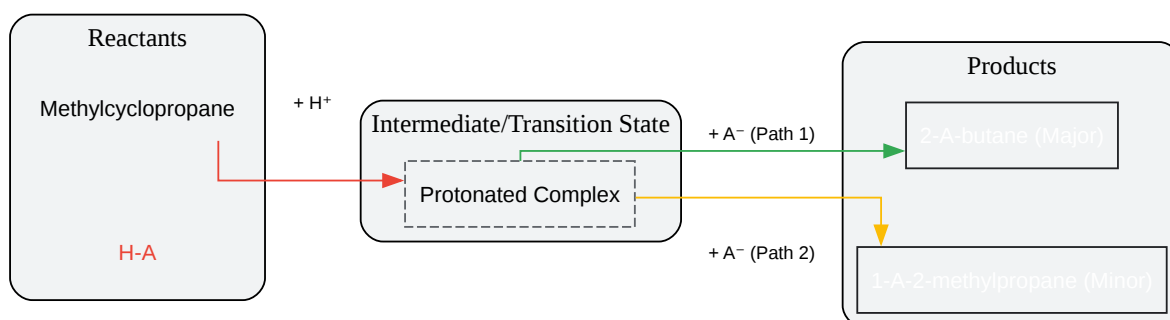 Reactants
Methylcyclopropane
H-A
+ H⁺
Intermediate/Transition State
Protonated Complex
+ A⁻ (Path 1)
+ A⁻ (Path 2)
Products
2-A-butane (Major)
1-A-2-methylpropane (Minor)